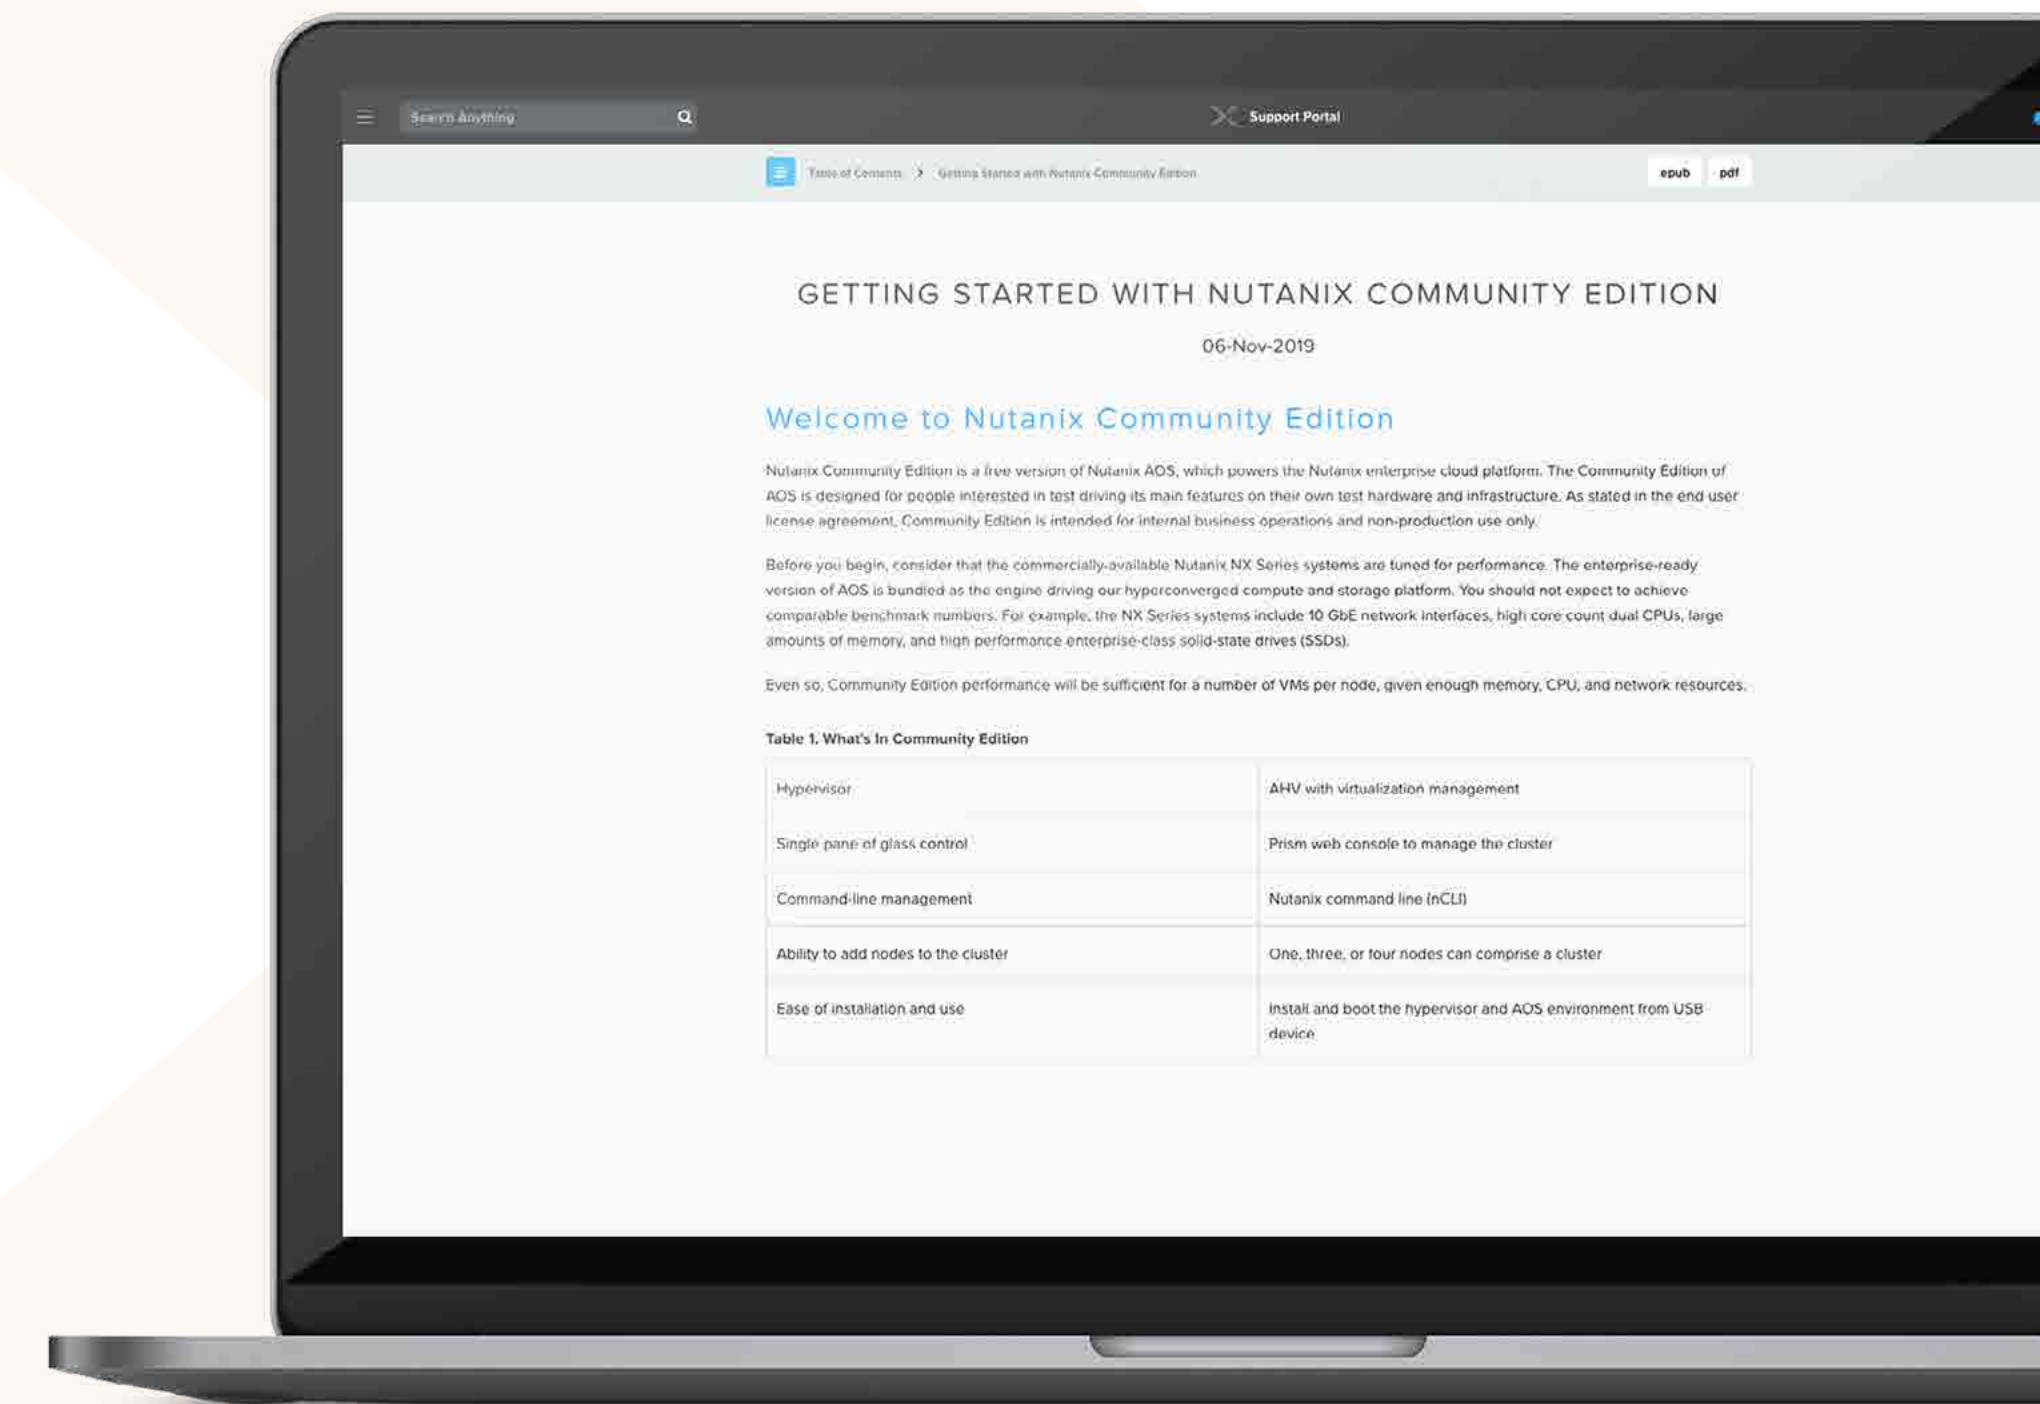 Search Anything
Support Portal
Table of Contents > Getting Started with Nutanix Community Edition
epub pdf
GETTING STARTED WITH NUTANIX COMMUNITY EDITION
06-Nov-2019
Welcome to Nutanix Community Edition
Nutanix Community Edition is a free version of Nutanix AOS, which powers the Nutanix enterprise cloud platform. The Community Edition of
AOS is designed for people interested in test driving its main features on their own test hardware and infrastructure. As stated in the end user
license agreement, Community Edition is intended for internal business operations and non-production use only.
Before you begin, consider that the commercially-available Nutanix NX Series systems are tuned for performance. The enterprise-ready
version of AOS is bundled as the engine driving our hyperconverged compute and storage platform. You should not expect to achieve
comparable benchmark numbers. For example, the NX Series systems include 10 GbE network interfaces, high core count dual CPUs, large
amounts of memory, and high performance enterprise-class solid-state drives (SSDs).
Even so, Community Edition performance will be sufficient for a number of VMs per node, given enough memory, CPU, and network resources.
Table 1. What's In Community Edition
Hypervisor AHV with virtualization management
Single pane of glass control Prism web console to manage the cluster
Command-line management Nutanix command line (nCLI)
Ability to add nodes to the cluster One, three, or four nodes can comprise a cluster
Ease of installation and use Install and boot the hypervisor and AOS environment from USB
device